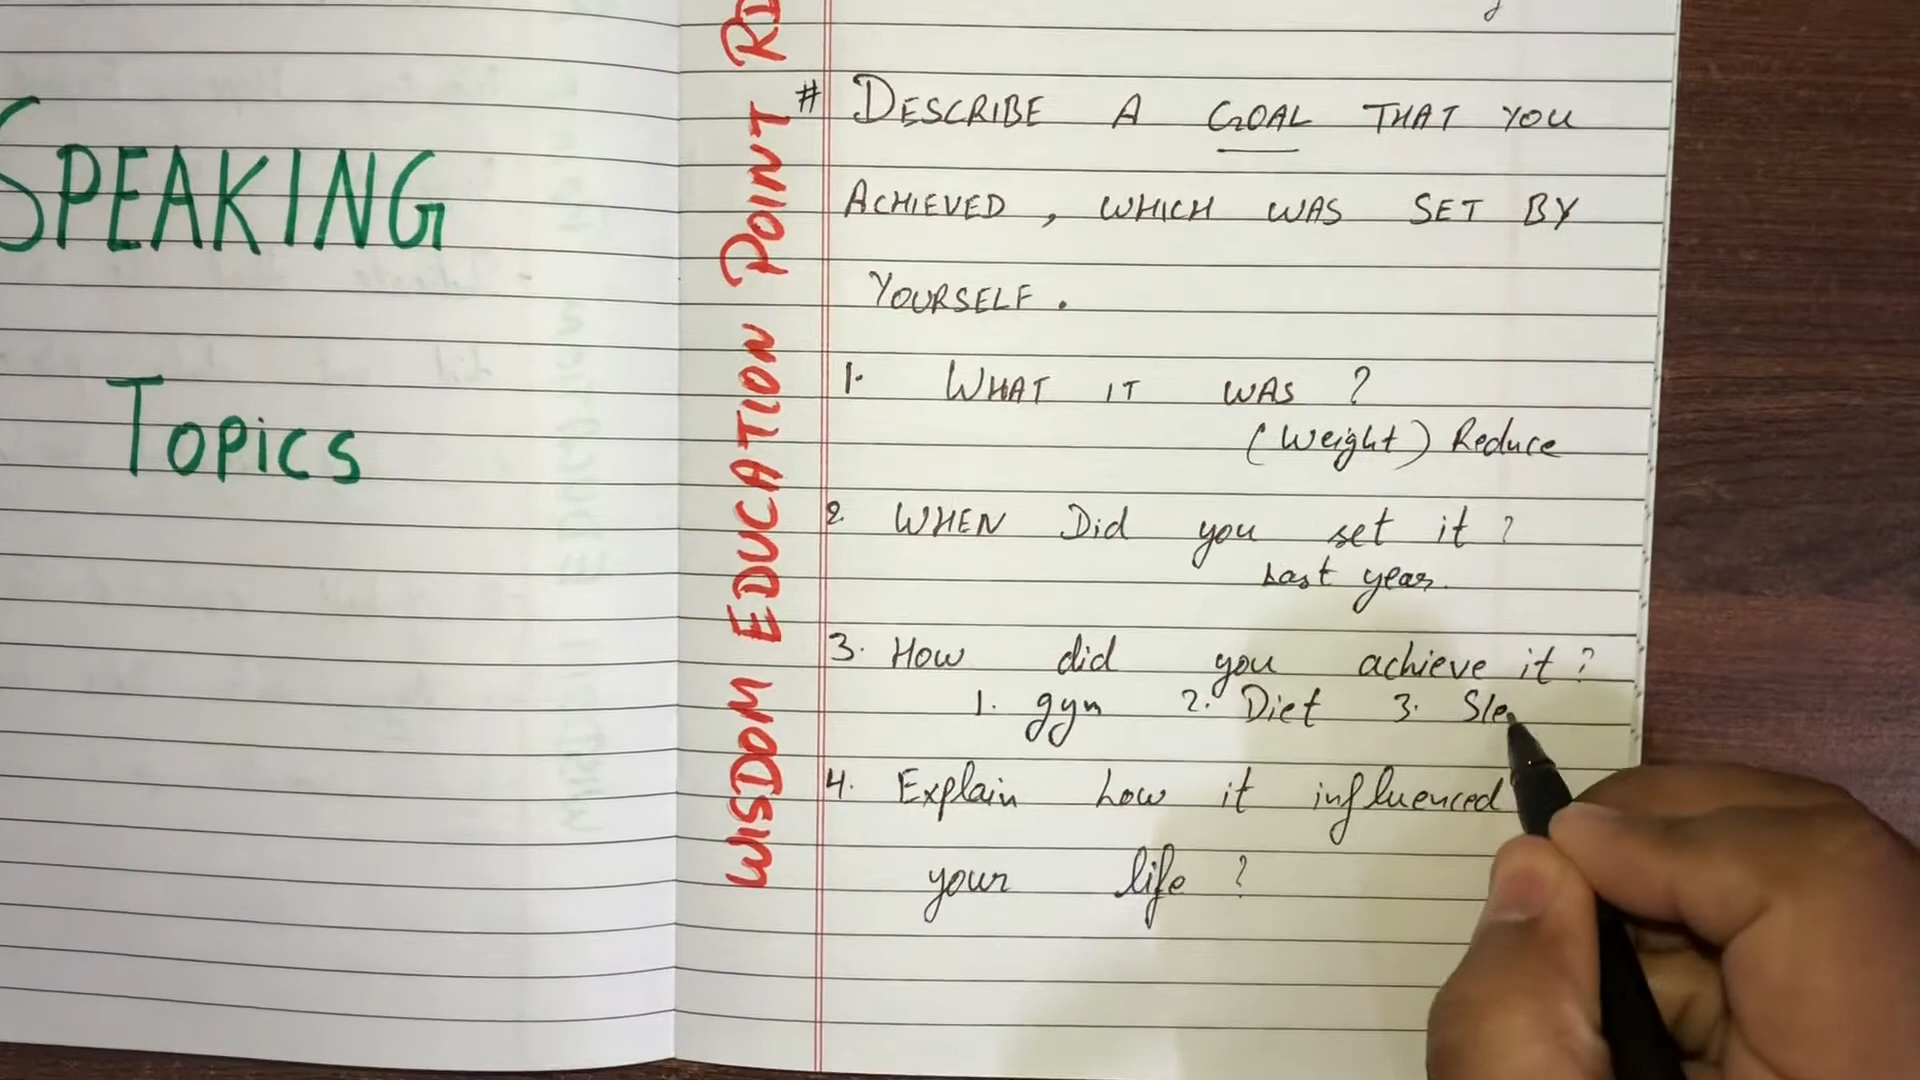 SPEAKING
TOPICS
WISDOM EDUCATION POINT
# DESCRIBE A GOAL THAT YOU
ACHIEVED, WHICH WAS SET BY
YOURSELF.
1. WHAT IT WAS ?
(Weight) Reduce
2. WHEN Did you set it ?
Last year.
3. How did you achieve it ?
1. gym 2. Diet 3. Sle
4. Explain how it influenced
your life ?